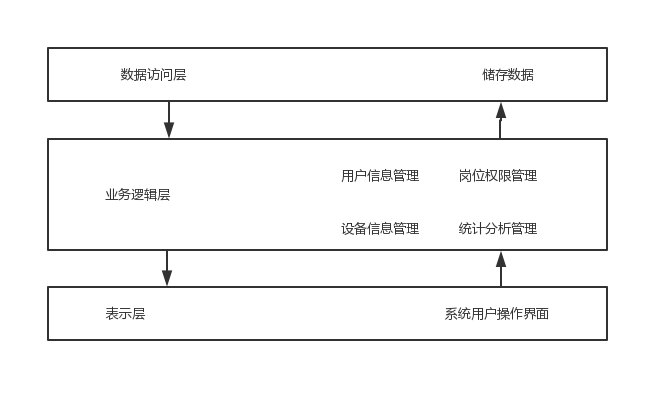 数据访问层 储存数据
用户信息管理 岗位权限管理
业务逻辑层
设备信息管理 统计分析管理
表示层 系统用户操作界面